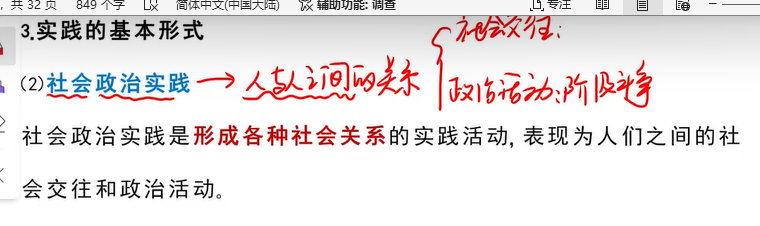 共 32 页 849 个字 简体中文(中国大陆) 辅助功能: 调查 专注
3.实践的基本形式
社会交往:
(2)社会政治实践 → 人与人之间的关系
政治活动:阶级斗争
社会政治实践是形成各种社会关系的实践活动, 表现为人们之间的社
会交往和政治活动。